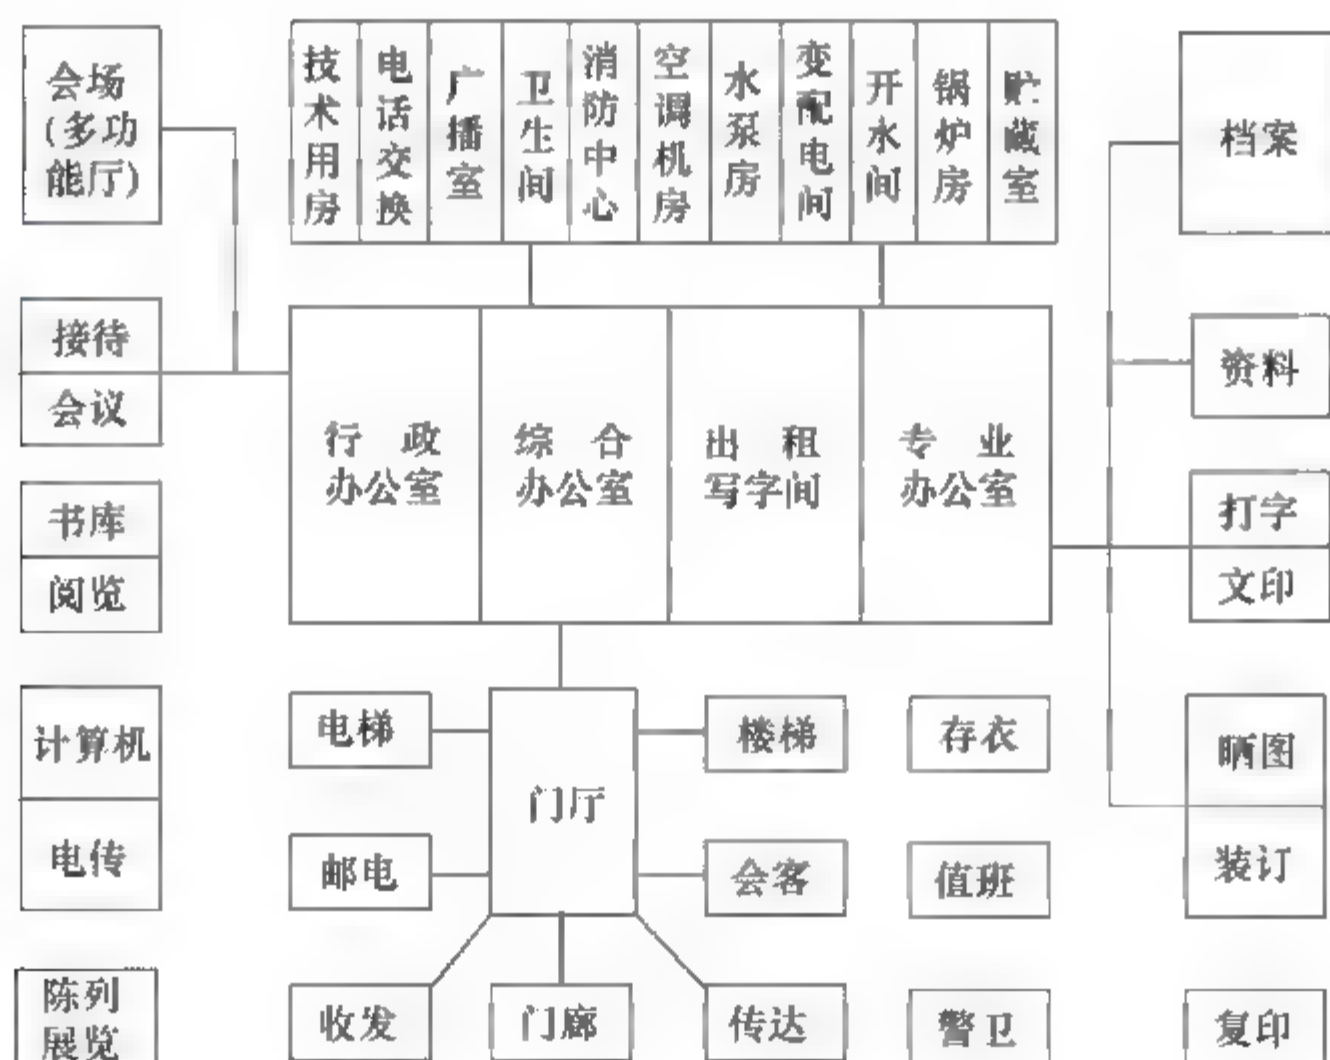 会场
(多功
能厅)
技术用房
电话交换
广播室
卫生间
消防中心
空调机房
水泵房
变配电间
开水间
锅炉房
贮藏室
档案
接待
会议
资料
行 政
办公室
综 合
办公室
出 租
写字间
专 业
办公室
书库
阅览
打字
文印
计算机
电传
电梯
门厅
楼梯
存衣
晒图
装订
邮电
会客
值班
陈列
展览
收发
门廊
传达
警卫
复印